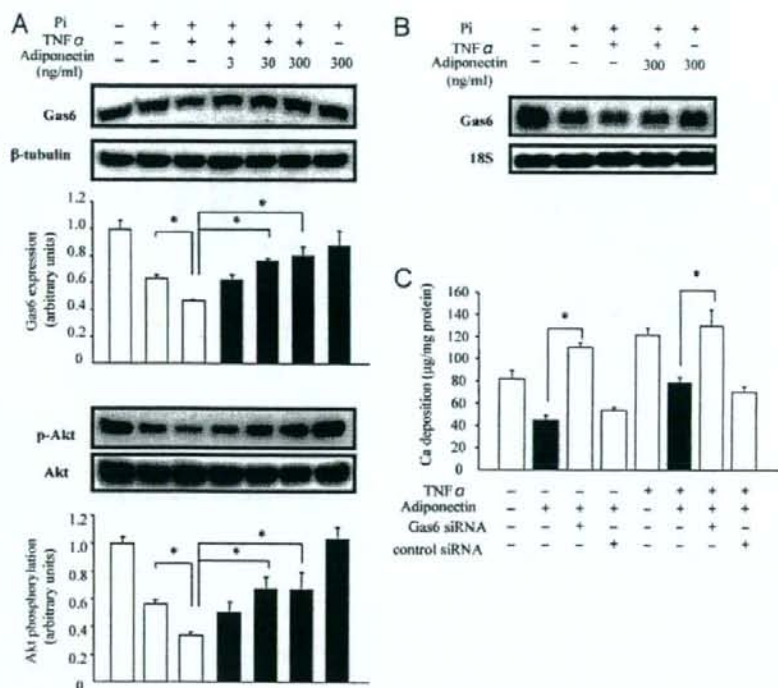 A
Pi - + + + + + +
TNFα - - + + + + -
Adiponectin - - - 3 30 300 300
(ng/ml)
Gas6
β-tubulin
Gas6 expression
(arbitrary units)
1.2
1.0
0.8
0.6
0.4
0.2
0
* * *
p-Akt
Akt
Akt phosphorylation
(arbitrary units)
1.2
1.0
0.8
0.6
0.4
0.2
0
* * *
B
Pi - + + + +
TNFα - - + + -
Adiponectin - - - 300 300
(ng/ml)
Gas6
18S
C
Ca deposition (μg/mg protein)
160
140
120
100
80
60
40
20
0
* *
TNFα - - - - + + + +
Adiponectin - + + + - + + +
Gas6 siRNA - - + - - - + -
control siRNA - - - + - - - +